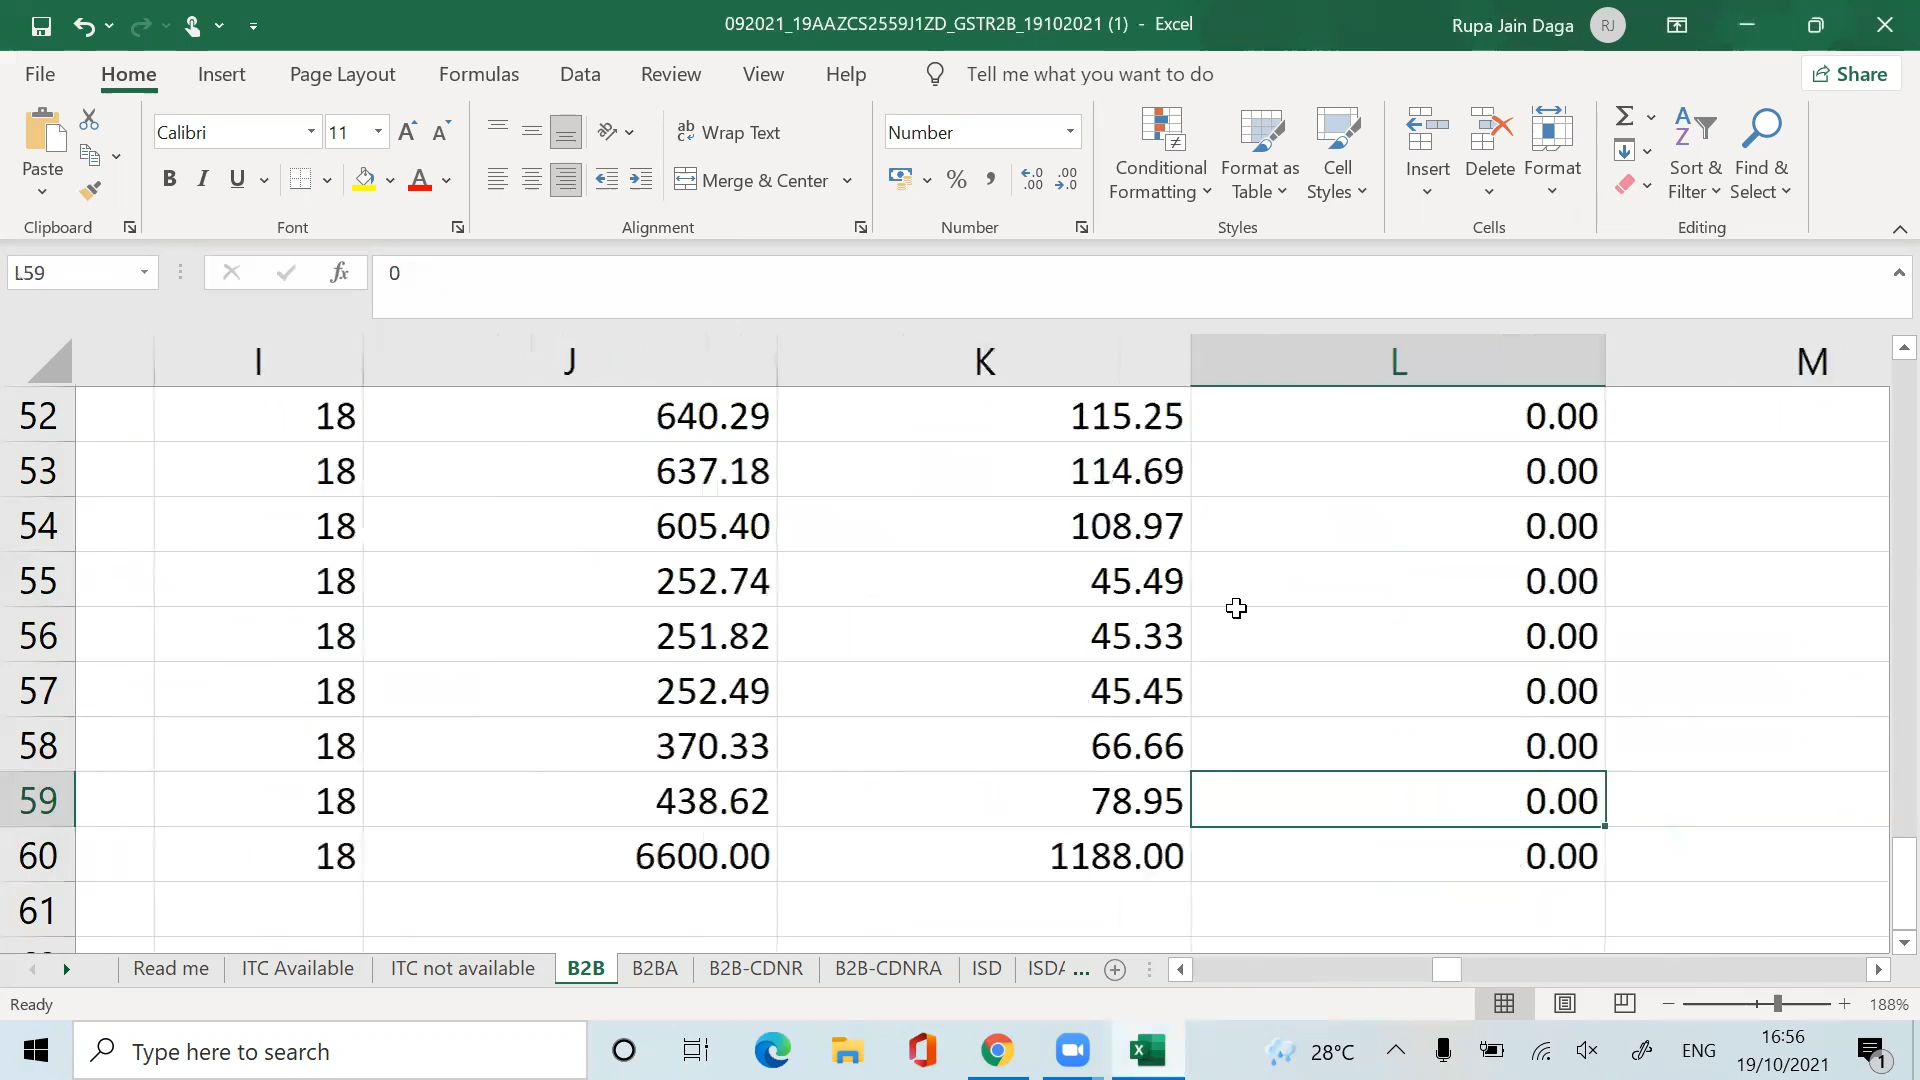 092021_19AAZCS2559J1ZD_GSTR2B_19102021 (1) - Excel
Rupa Jain Daga RJ
File Home Insert Page Layout Formulas Data Review View Help Tell me what you want to do Share
Paste
Clipboard
Calibri 11
B I U
Font
Wrap Text
Merge & Center
Alignment
Number
%
Number
Conditional Formatting
Format as Table
Cell Styles
Styles
Insert
Delete
Format
Cells
Sort & Filter
Find & Select
Editing
L59 fx 0
I J K L M
52 18 640.29 115.25 0.00
53 18 637.18 114.69 0.00
54 18 605.40 108.97 0.00
55 18 252.74 45.49 0.00
56 18 251.82 45.33 0.00
57 18 252.49 45.45 0.00
58 18 370.33 66.66 0.00
59 18 438.62 78.95 0.00
60 18 6600.00 1188.00 0.00
61
Read me ITC Available ITC not available B2B B2BA B2B-CDNR B2B-CDNRA ISD ISDA ...
Ready 188%
Type here to search
28°C
ENG
16:56
19/10/2021
1